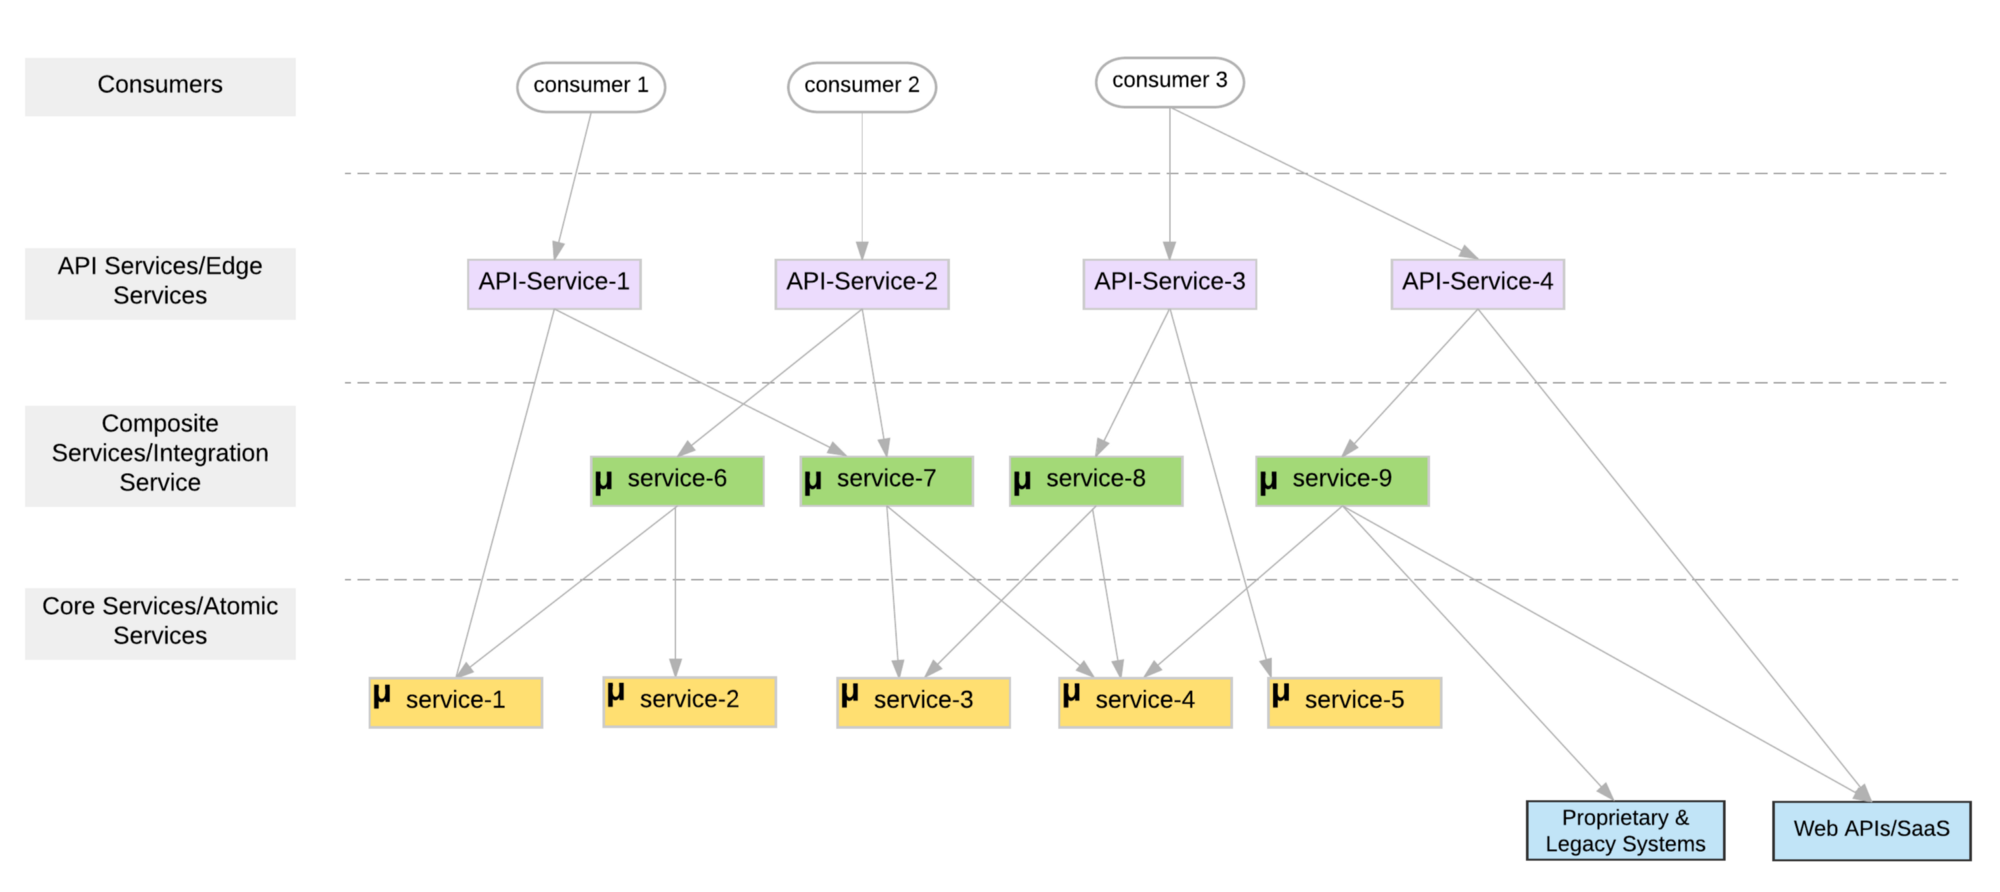 Consumers
consumer 1
consumer 2
consumer 3
API Services/Edge
Services
API-Service-1
API-Service-2
API-Service-3
API-Service-4
Composite
Services/Integration
Service
μ service-6
μ service-7
μ service-8
μ service-9
Core Services/Atomic
Services
μ service-1
μ service-2
μ service-3
μ service-4
μ service-5
Proprietary &
Legacy Systems
Web APIs/SaaS